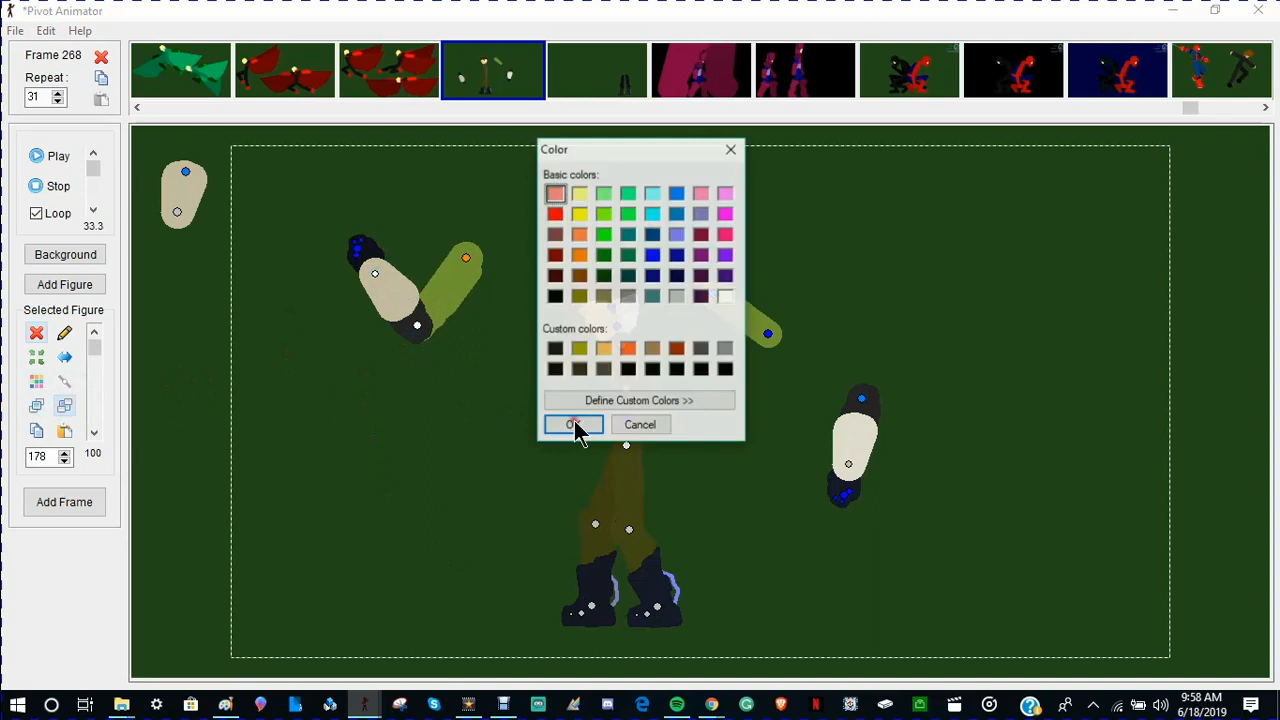 *Pivot Animator
File Edit Help
Frame 268
Repeat:
31
Play
Stop
Loop
33.3
Background
Add Figure
Selected Figure
178
100
Add Frame
Color
Basic colors:
Custom colors:
Define Custom Colors >>
Cancel
9:58 AM
6/18/2019